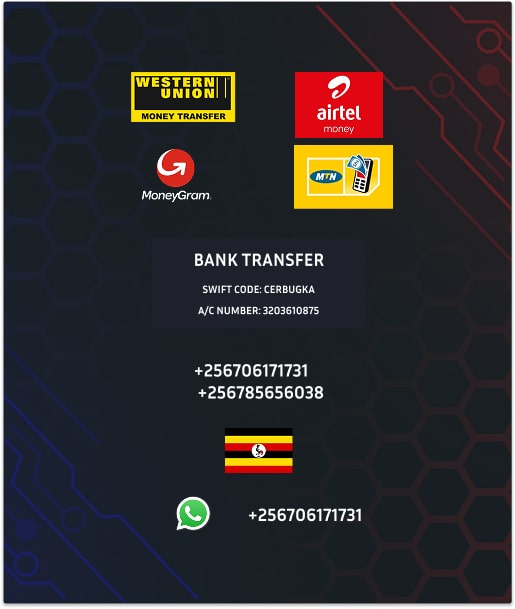 WESTERN
UNION
MONEY TRANSFER
airtel
money
MoneyGram.
MTN
BANK TRANSFER
SWIFT CODE: CERBUGKA
A/C NUMBER: 3203610875
+256706171731
+256785656038
+256706171731